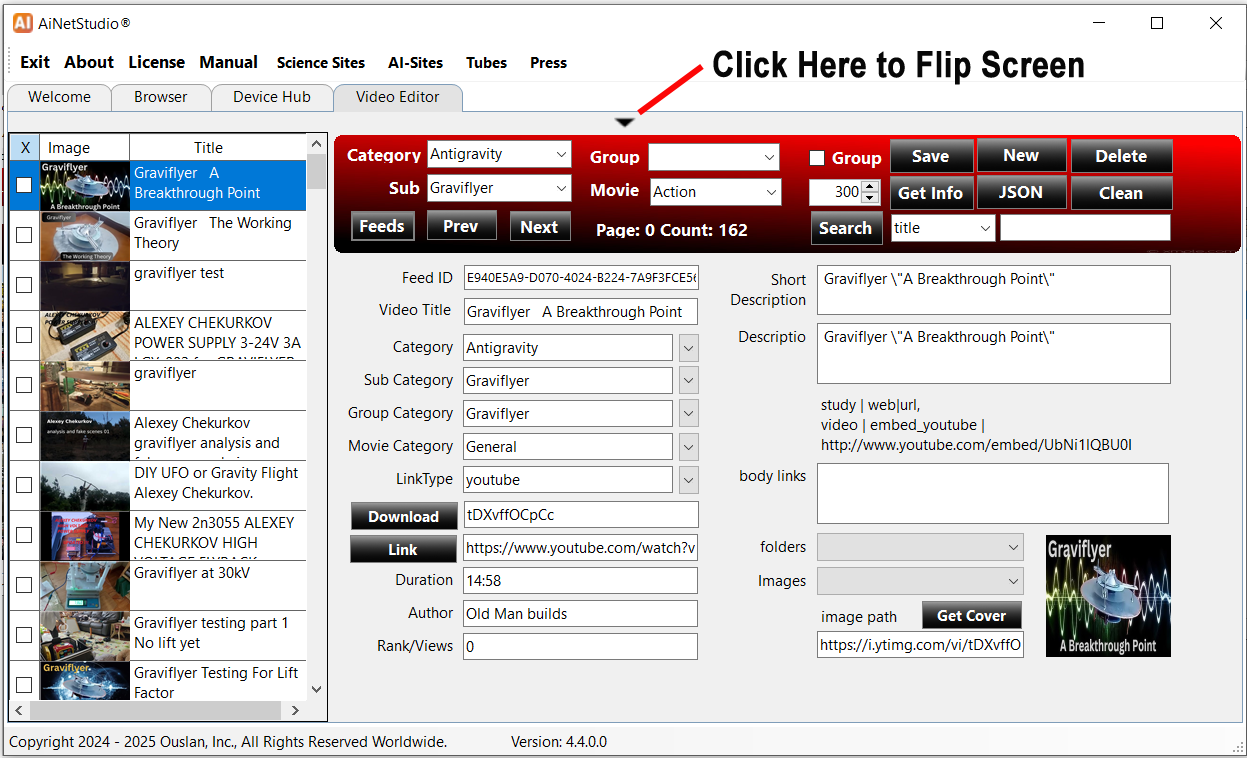 AI AiNetStudio®
Exit About License Manual Science Sites AI-Sites Tubes Press
Click Here to Flip Screen
Welcome Browser Device Hub Video Editor
X Image Title
Graviflyer A Breakthrough Point
Graviflyer A
Breakthrough Point
Graviflyer The Working Theory
Graviflyer The Working
Theory
graviflyer test
ALEXEY CHEKURKOV
POWER SUPPLY 3-24V 3A
graviflyer
Alexey Chekurkov
analysis and fake scenes 01
Alexey Chekurkov
graviflyer analysis and
DIY UFO or Gravity Flight
Alexey Chekurkov.
My New 2n3055 ALEXEY
CHEKURKOV HIGH
VOLTAGE FLYBACK
Graviflyer at 30kV
Graviflyer testing part 1
No lift yet
Graviflyer
Graviflyer Testing For Lift
Factor
Category Antigravity Group Group Save New Delete
Sub Graviflyer Movie Action 300 Get Info JSON Clean
Feeds Prev Next Page: 0 Count: 162 Search title
Feed ID E940E5A9-D070-4024-B224-7A9F3FCE56
Video Title Graviflyer A Breakthrough Point
Category Antigravity
Sub Category Graviflyer
Group Category Graviflyer
Movie Category General
LinkType youtube
Download tDXvffOCpCc
Link https://www.youtube.com/watch?v
Duration 14:58
Author Old Man builds
Rank/Views 0
Short
Description
Graviflyer \"A Breakthrough Point\"
Descriptio Graviflyer \"A Breakthrough Point\"
study | web|url,
video | embed_youtube |
http://www.youtube.com/embed/UbNi1IQBU0I
body links
folders
Images
image path Get Cover
https://i.ytimg.com/vi/tDXvffO
Graviflyer
A Breakthrough Point
Copyright 2024 - 2025 Ouslan, Inc., All Rights Reserved Worldwide. Version: 4.4.0.0